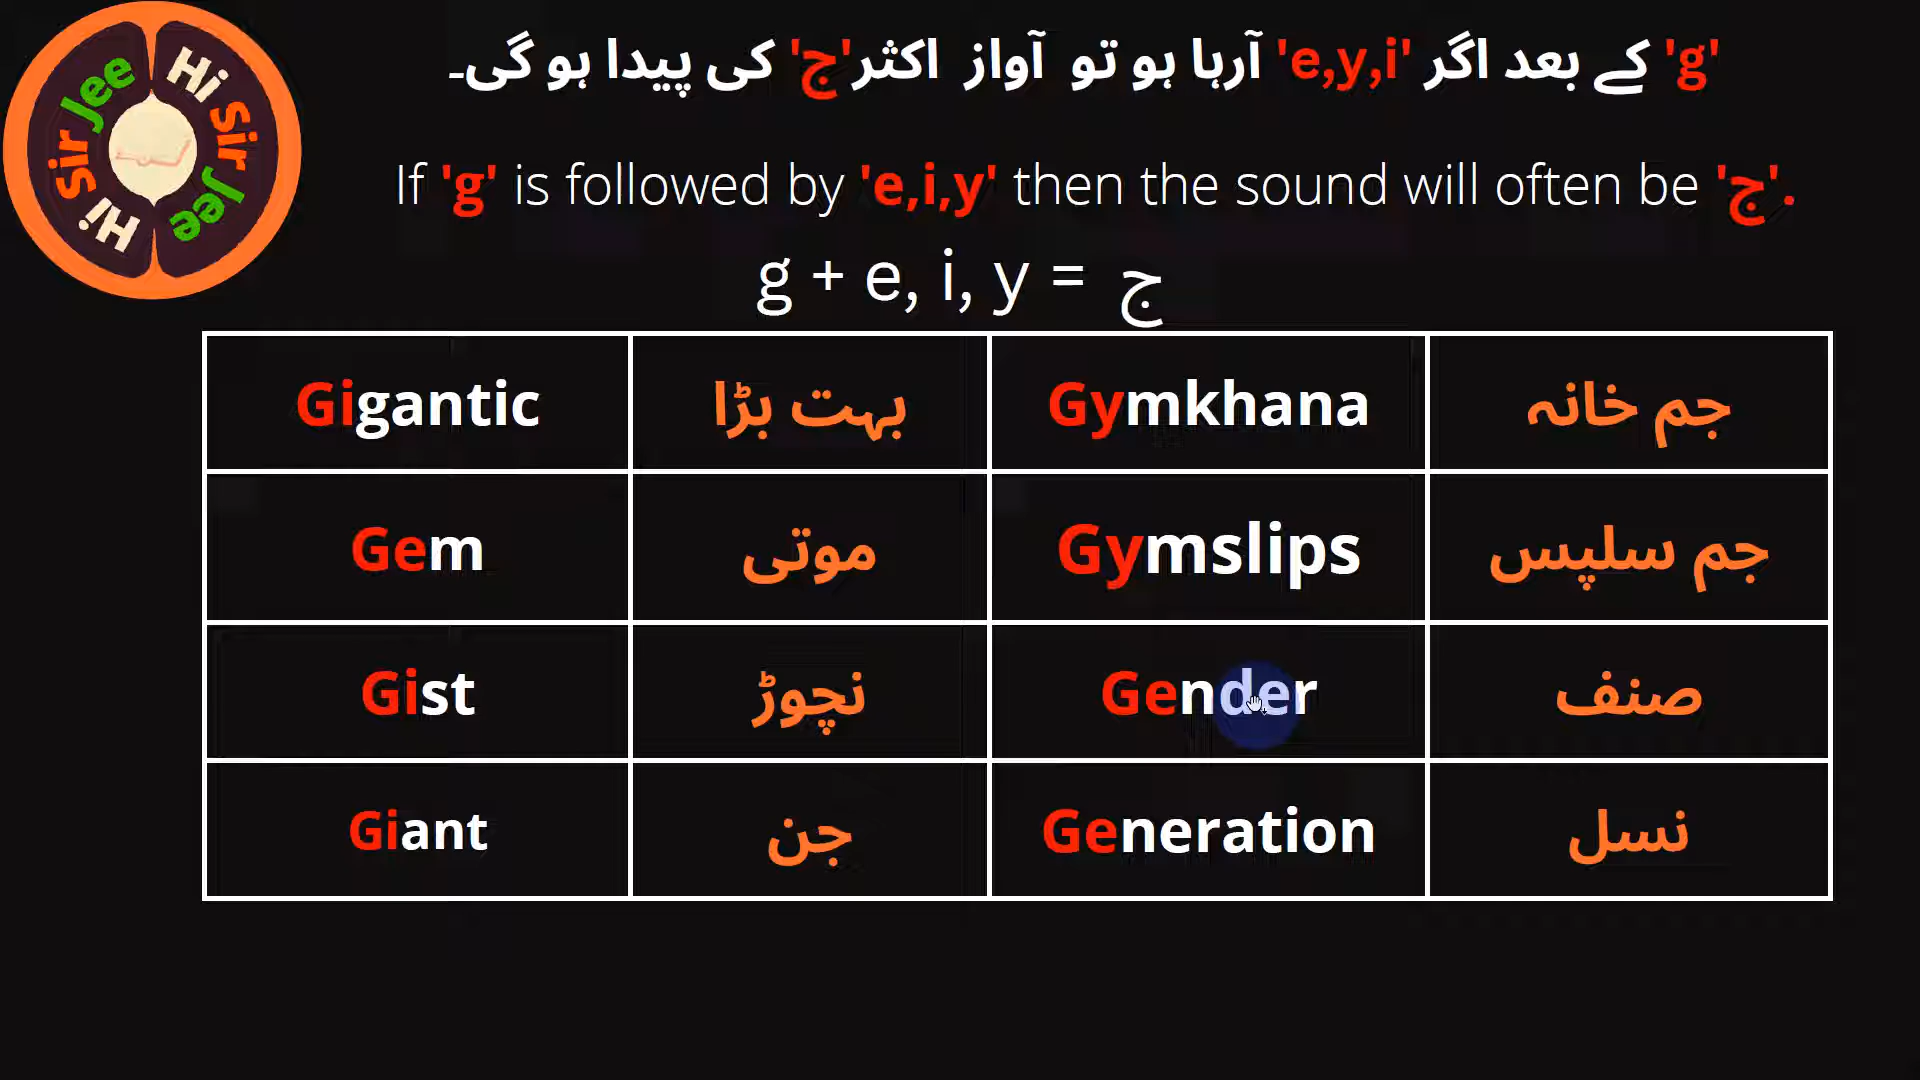 Hi Sir Jee
Hi Sir Jee
'g' کے بعد اگر 'e,y,i' آرہا ہو تو آواز اکثر 'ج' کی پیدا ہو گی۔
If 'g' is followed by 'e,i,y' then the sound will often be 'ج'.
g + e, i, y = ج
Gigantic بہت بڑا Gymkhana جم خانہ
Gem موتی Gymslips جم سلپس
Gist نچوڑ Gender صنف
Giant جن Generation نسل